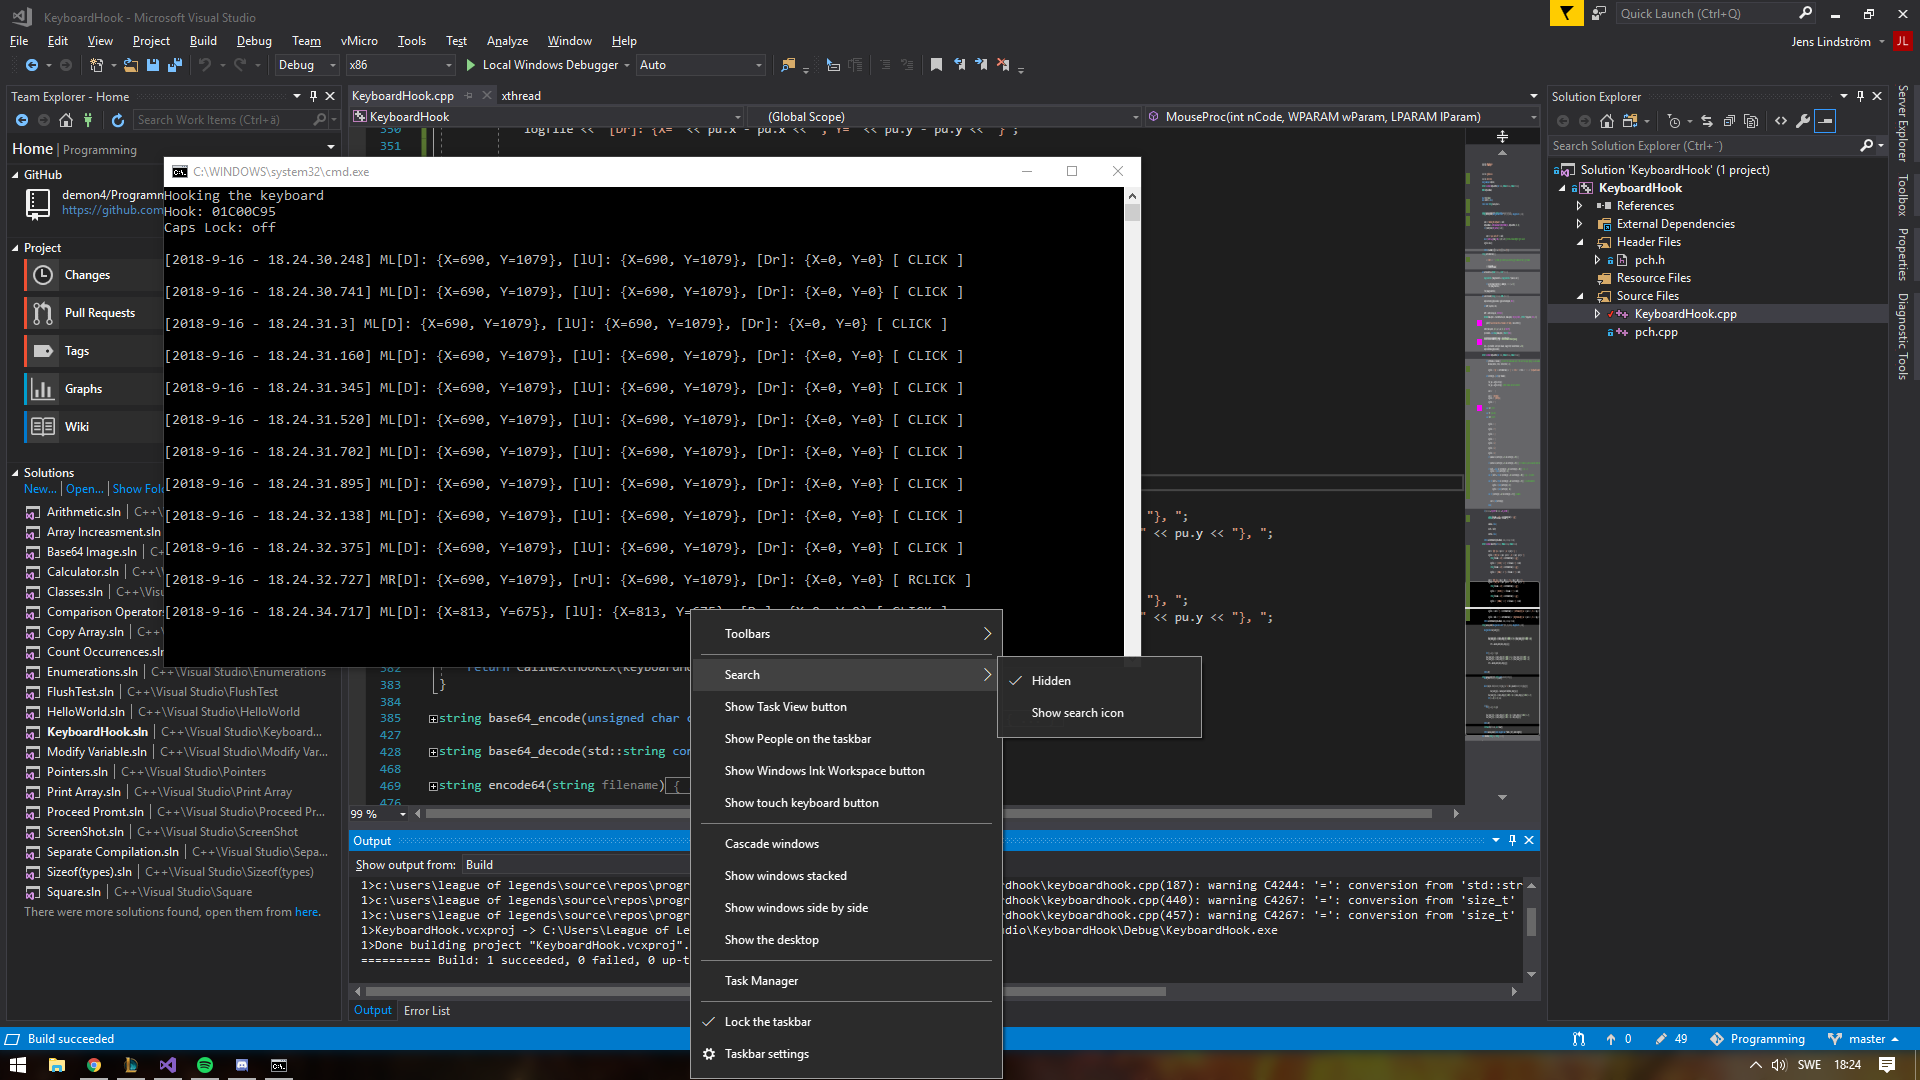 KeyboardHook - Microsoft Visual Studio
Quick Launch (Ctrl+Q)
File Edit View Project Build Debug Team vMicro Tools Test Analyze Window Help
Jens Lindström JL
Debug x86 Local Windows Debugger Auto
Team Explorer - Home
Search Work Items (Ctrl+ä)
Home | Programming
GitHub
demon4/Programm
https://github.com
Project
Changes
Pull Requests
Tags
Graphs
Wiki
Solutions
New... | Open... | Show Fol
Arithmetic.sln | C++\
Array Increasment.sln
Base64 Image.sln | C+
Calculator.sln | C++\V
Classes.sln | C++\Visu
Comparison Operator
Copy Array.sln | C++\
Count Occurrences.sln
Enumerations.sln | C++\Visual Studio\Enumerations
FlushTest.sln | C++\Visual Studio\FlushTest
HelloWorld.sln | C++\Visual Studio\HelloWorld
KeyboardHook.sln | C++\Visual Studio\Keyboard...
Modify Variable.sln | C++\Visual Studio\Modify Var...
Pointers.sln | C++\Visual Studio\Pointers
Print Array.sln | C++\Visual Studio\Print Array
Proceed Promt.sln | C++\Visual Studio\Proceed Pr...
ScreenShot.sln | C++\Visual Studio\ScreenShot
Separate Compilation.sln | C++\Visual Studio\Sepa...
Sizeof(types).sln | C++\Visual Studio\Sizeof(types)
Square.sln | C++\Visual Studio\Square
There were more solutions found, open them from here.
KeyboardHook.cpp xthread
KeyboardHook (Global Scope) MouseProc(int nCode, WPARAM wParam, LPARAM lParam)
350 logfile << "[Dr]: {X=" << pd.x - pu.x << ", Y=" << pd.y - pu.y << "}";
351
C:\WINDOWS\system32\cmd.exe
Hooking the keyboard
Hook: 01C00C95
Caps Lock: off
[2018-9-16 - 18.24.30.248] ML[D]: {X=690, Y=1079}, [lU]: {X=690, Y=1079}, [Dr]: {X=0, Y=0} [ CLICK ]
[2018-9-16 - 18.24.30.741] ML[D]: {X=690, Y=1079}, [lU]: {X=690, Y=1079}, [Dr]: {X=0, Y=0} [ CLICK ]
[2018-9-16 - 18.24.31.3] ML[D]: {X=690, Y=1079}, [lU]: {X=690, Y=1079}, [Dr]: {X=0, Y=0} [ CLICK ]
[2018-9-16 - 18.24.31.160] ML[D]: {X=690, Y=1079}, [lU]: {X=690, Y=1079}, [Dr]: {X=0, Y=0} [ CLICK ]
[2018-9-16 - 18.24.31.345] ML[D]: {X=690, Y=1079}, [lU]: {X=690, Y=1079}, [Dr]: {X=0, Y=0} [ CLICK ]
[2018-9-16 - 18.24.31.520] ML[D]: {X=690, Y=1079}, [lU]: {X=690, Y=1079}, [Dr]: {X=0, Y=0} [ CLICK ]
[2018-9-16 - 18.24.31.702] ML[D]: {X=690, Y=1079}, [lU]: {X=690, Y=1079}, [Dr]: {X=0, Y=0} [ CLICK ]
[2018-9-16 - 18.24.31.895] ML[D]: {X=690, Y=1079}, [lU]: {X=690, Y=1079}, [Dr]: {X=0, Y=0} [ CLICK ]
[2018-9-16 - 18.24.32.138] ML[D]: {X=690, Y=1079}, [lU]: {X=690, Y=1079}, [Dr]: {X=0, Y=0} [ CLICK ]
[2018-9-16 - 18.24.32.375] ML[D]: {X=690, Y=1079}, [lU]: {X=690, Y=1079}, [Dr]: {X=0, Y=0} [ CLICK ]
[2018-9-16 - 18.24.32.727] MR[D]: {X=690, Y=1079}, [rU]: {X=690, Y=1079}, [Dr]: {X=0, Y=0} [ RCLICK ]
[2018-9-16 - 18.24.34.717] ML[D]: {X=813, Y=675}, [lU]: {X=813, Y=675}, [Dr]: {X=0, Y=0} [ CLICK ]
"}, ";
" << pu.y << "}, ";
"}, ";
" << pu.y << "}, ";
382 return CallNextHookEx(Keyboard
383 }
384
385 string base64_encode(unsigned char c
427
428 string base64_decode(std::string con
468
469 string encode64(string filename) {
476
99 %
Toolbars
Search
Show Task View button
Show People on the taskbar
Show Windows Ink Workspace button
Show touch keyboard button
Cascade windows
Show windows stacked
Show windows side by side
Show the desktop
Task Manager
Lock the taskbar
Taskbar settings
Hidden
Show search icon
Output
Show output from: Build
1>c:\users\league of legends\source\repos\progr rdhook\keyboardhook.cpp(187): warning C4244: '=': conversion from 'std::str
1>c:\users\league of legends\source\repos\progr rdhook\keyboardhook.cpp(440): warning C4267: '=': conversion from 'size_t'
1>c:\users\league of legends\source\repos\progr rdhook\keyboardhook.cpp(457): warning C4267: '=': conversion from 'size_t'
1>KeyboardHook.vcxproj -> C:\Users\League of Le dio\KeyboardHook\Debug\KeyboardHook.exe
1>Done building project "KeyboardHook.vcxproj".
========== Build: 1 succeeded, 0 failed, 0 up-t
Output Error List
Solution Explorer
Search Solution Explorer (Ctrl+¨)
Solution 'KeyboardHook' (1 project)
KeyboardHook
References
External Dependencies
Header Files
pch.h
Resource Files
Source Files
KeyboardHook.cpp
pch.cpp
Server Explorer
Toolbox
Properties
Diagnostic Tools
Build succeeded
0 49 Programming master
SWE 18:24